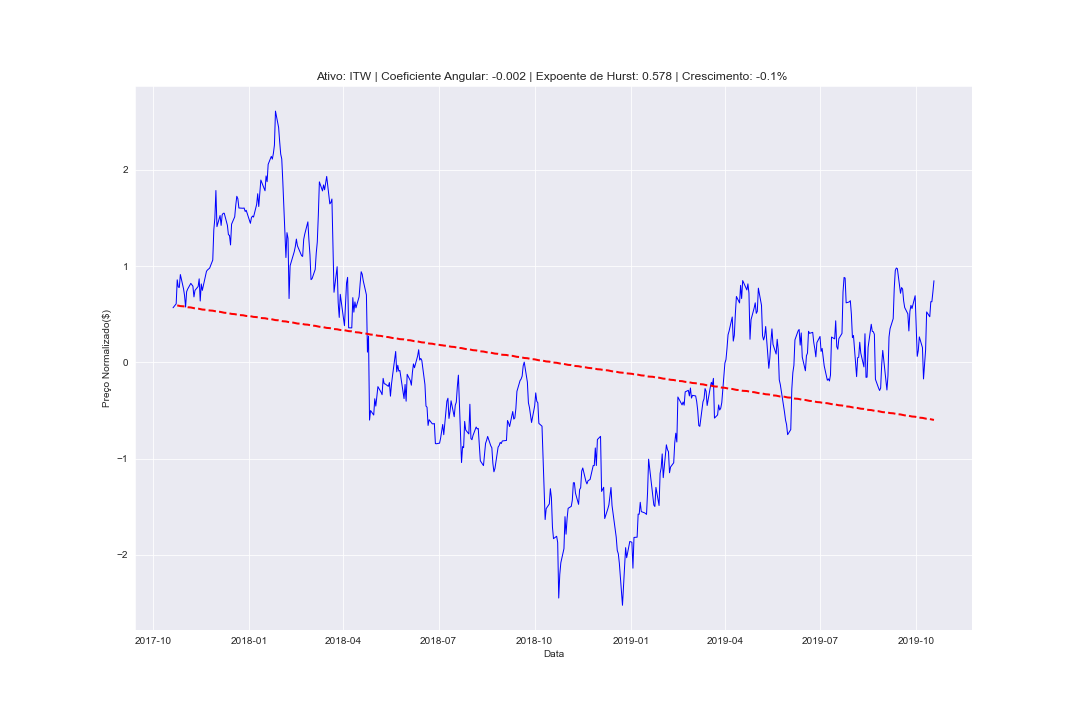 Ativo: ITW | Coeficiente Angular: -0.002 | Expoente de Hurst: 0.578 | Crescimento: -0.1%
Preço Normalizado($)
2
1
0
−1
−2
2017-10 2018-01 2018-04 2018-07 2018-10 2019-01 2019-04 2019-07 2019-10
Data